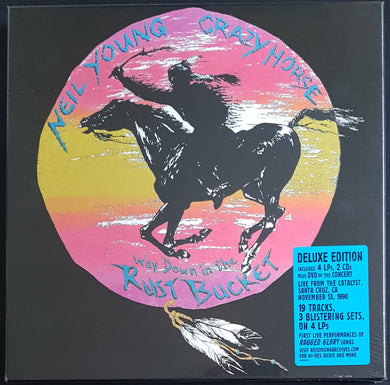 NEIL YOUNG
CRAZY HORSE
Way Down in the
RUST BUCKET
DELUXE EDITION
INCLUDES 4 LPs, 2 CDs
PLUS DVD OF THE CONCERT
LIVE FROM THE CATALYST,
SANTA CRUZ, CA
NOVEMBER 13, 1990
19 TRACKS,
3 BLISTERING SETS,
ON 4 LPs
FIRST LIVE PERFORMANCES OF
RAGGED GLORY SONGS
VISIT NEILYOUNGARCHIVES.COM
FOR HI-RES AUDIO AND MORE